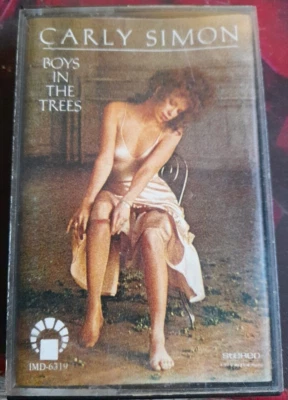 CARLY SIMON
BOYS
IN
THE
TREES
IMD-6319